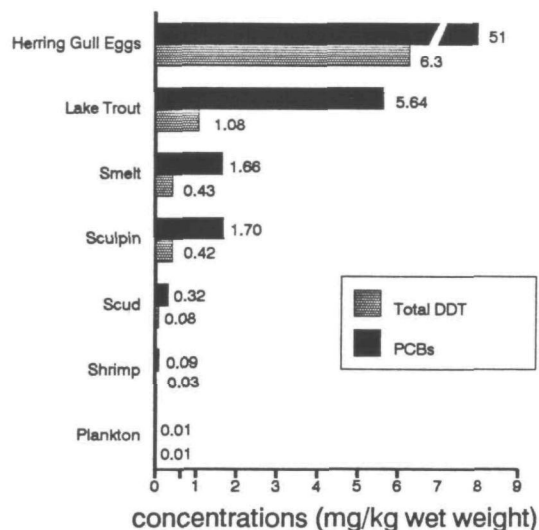 Herring Gull Eggs
51
6.3
Lake Trout
5.64
1.08
Smelt
1.66
0.43
Sculpin
1.70
0.42
Scud
0.32
0.08
Shrimp
0.09
0.03
Plankton
0.01
0.01
Total DDT
PCBs
0 1 2 3 4 5 6 7 8 9
concentrations (mg/kg wet weight)